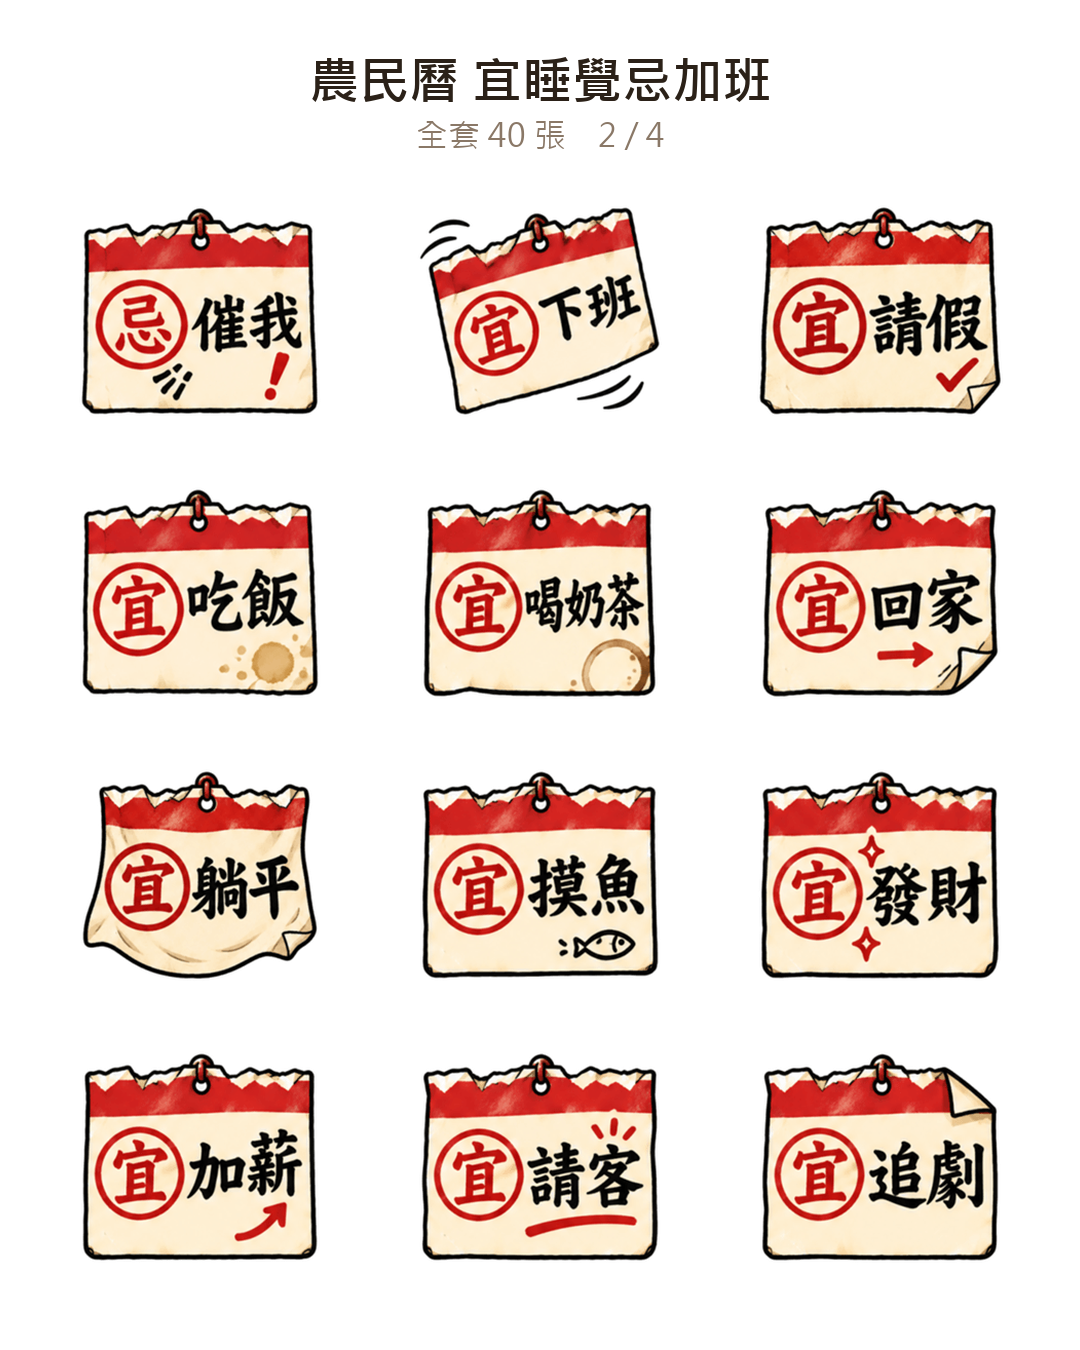 農民曆 宜睡覺忌加班
全套 40 張 2 / 4
忌 催我!
宜 下班
宜 請假
宜 吃飯
宜 喝奶茶
宜 回家
宜 躺平
宜 摸魚
宜 發財
宜 加薪
宜 請客
宜 追劇